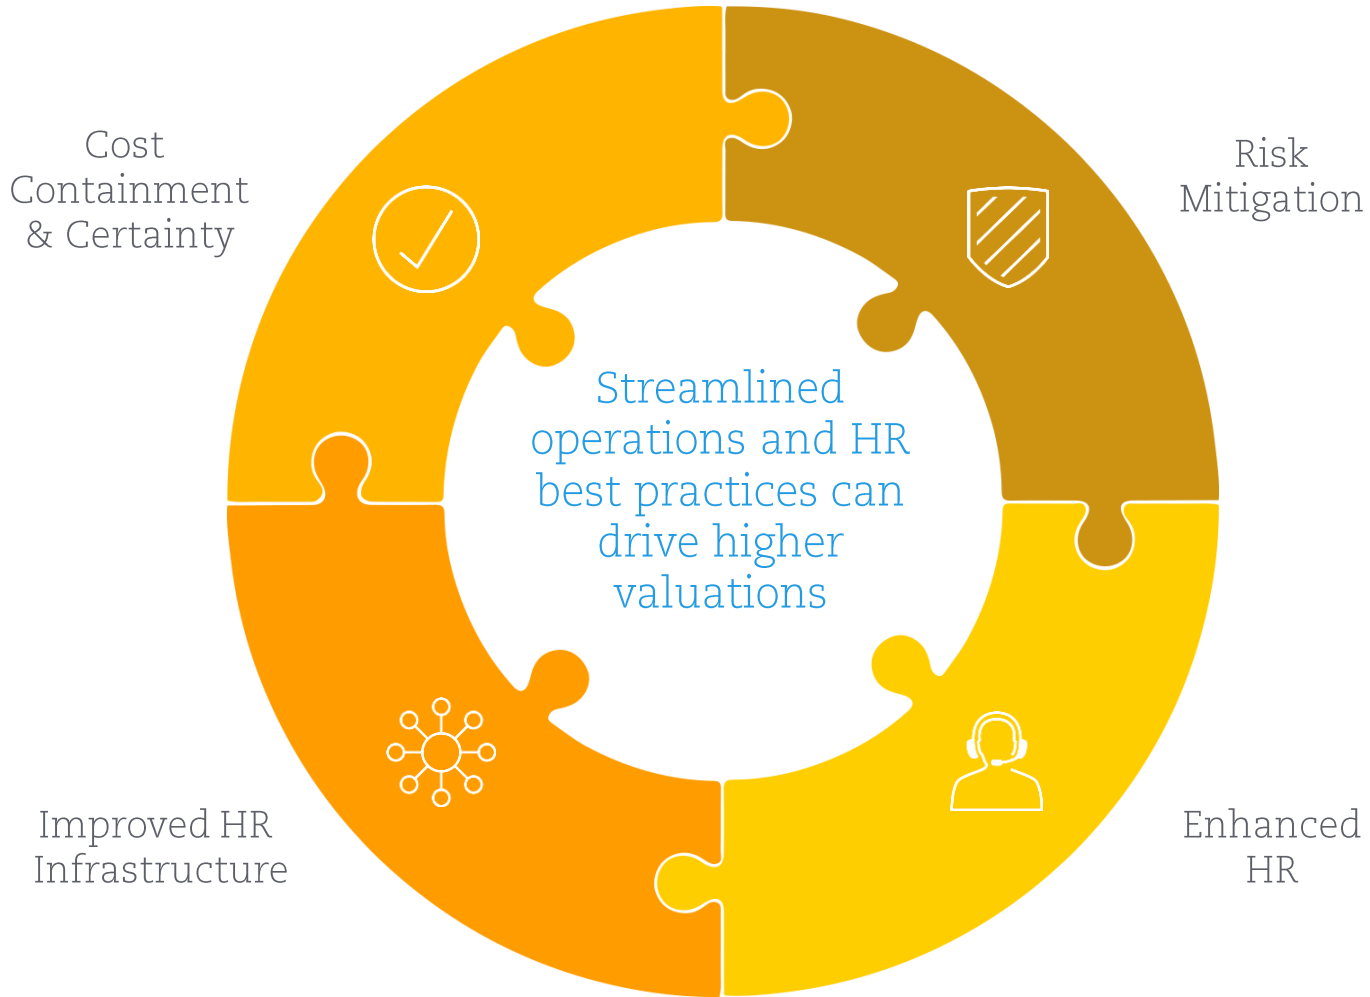 Cost
Containment
& Certainty
Risk
Mitigation
Streamlined
operations and HR
best practices can
drive higher
valuations
Improved HR
Infrastructure
Enhanced
HR